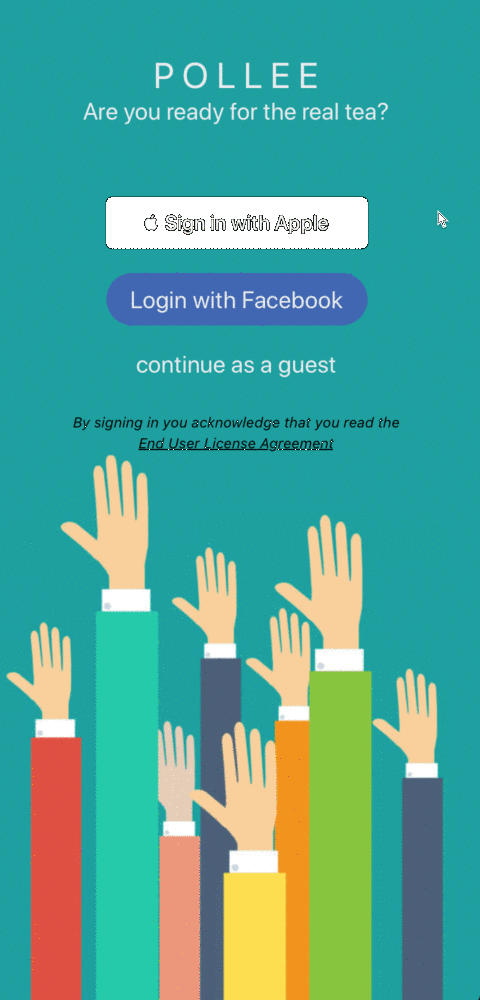 POLLEE
Are you ready for the real tea?
Sign in with Apple
Login with Facebook
continue as a guest
By signing in you acknowledge that you read the
End User License Agreement